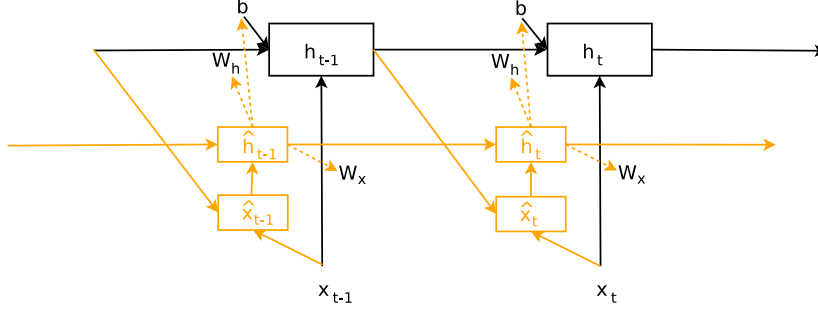 b b
h t-1 h t
W h W h
ĥ t-1 ĥ t
W x W x
x̂ t-1 x̂ t
x t-1 x t